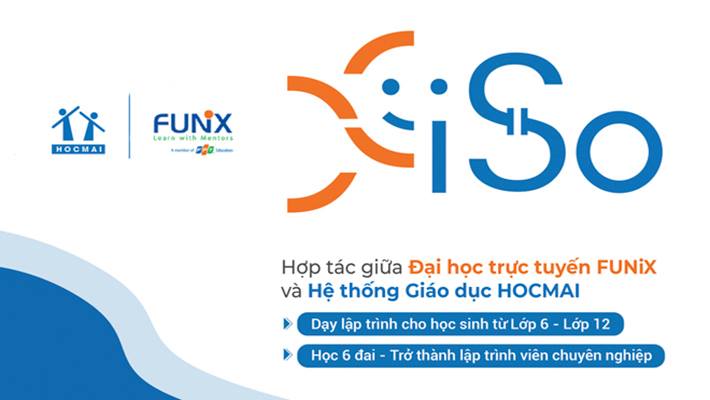 HOCMAI
FUNiX
Learn with Mentors
A member of FPT Education
XiSo
Hợp tác giữa Đại học trực tuyến FUNiX
và Hệ thống Giáo dục HOCMAI
Dạy lập trình cho học sinh từ Lớp 6 - Lớp 12
Học 6 đai - Trở thành lập trình viên chuyên nghiệp